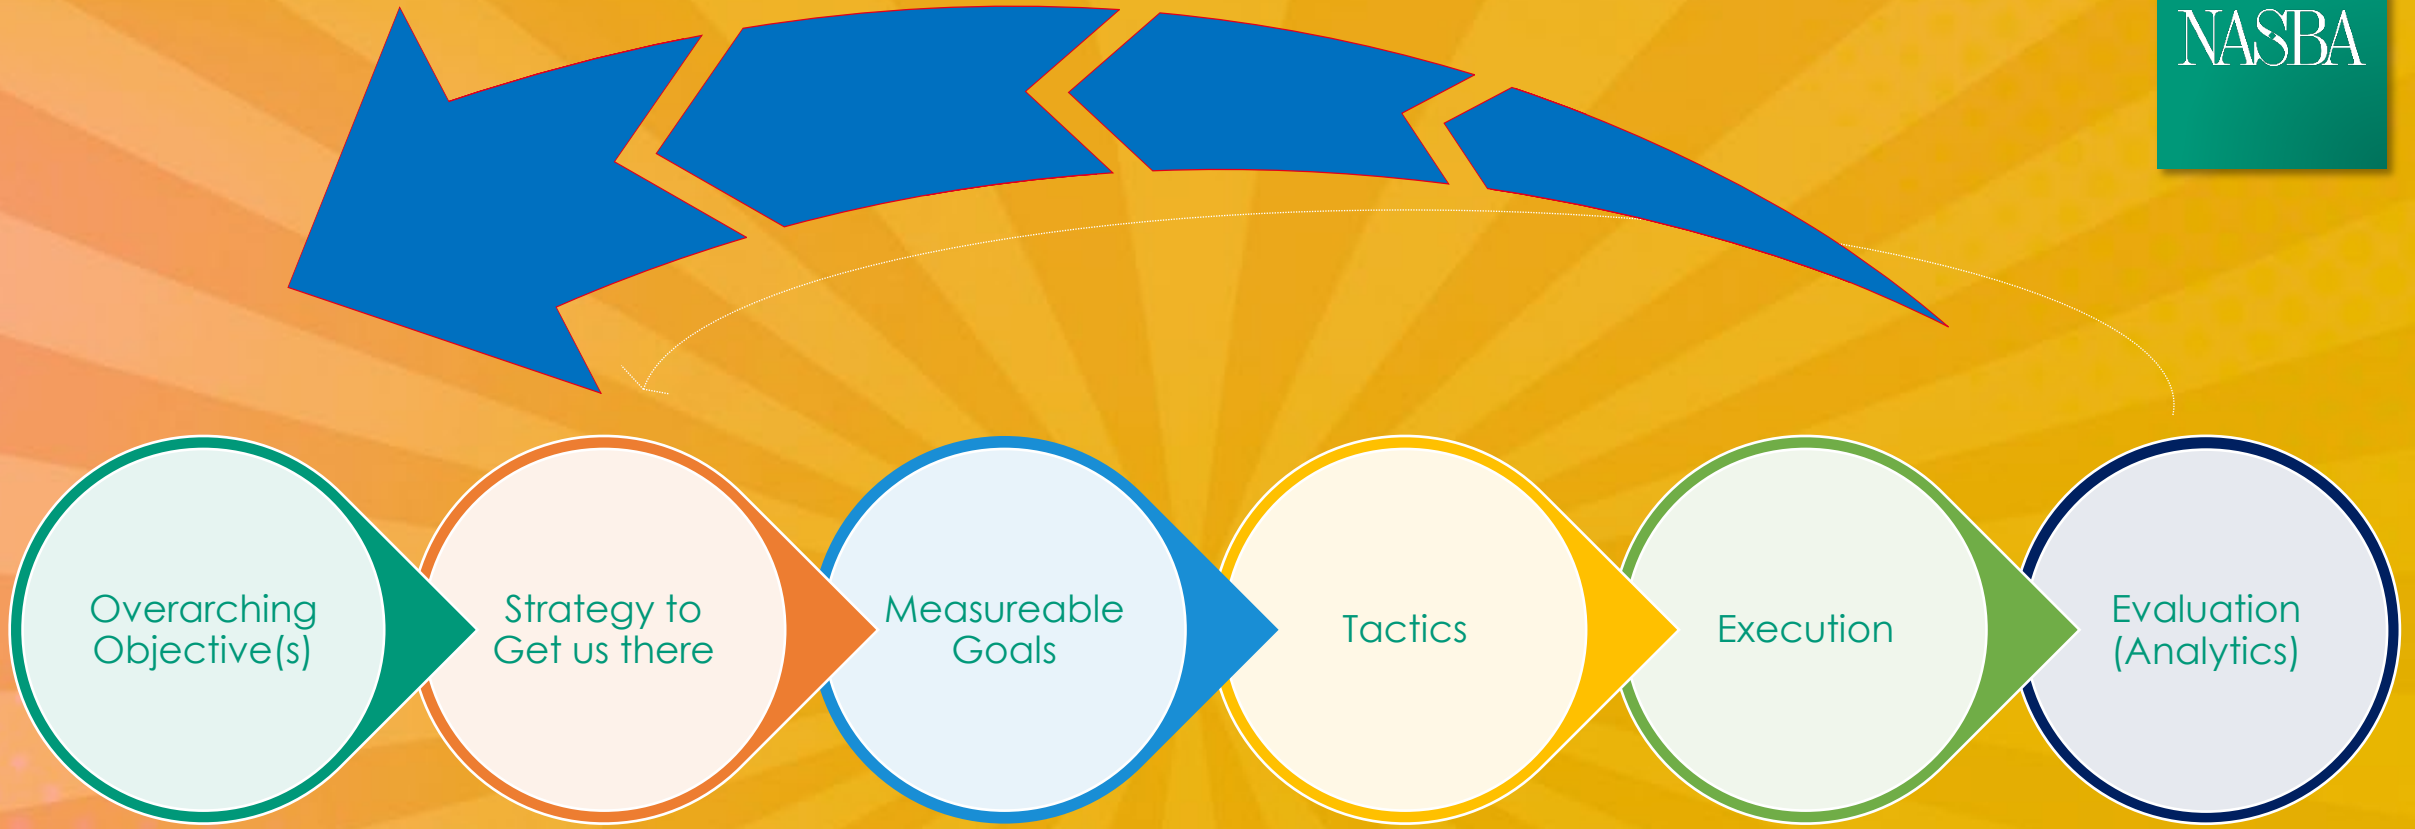 NASBA
Overarching
Objective(s)
Strategy to
Get us there
Measureable
Goals
Tactics
Execution
Evaluation
(Analytics)